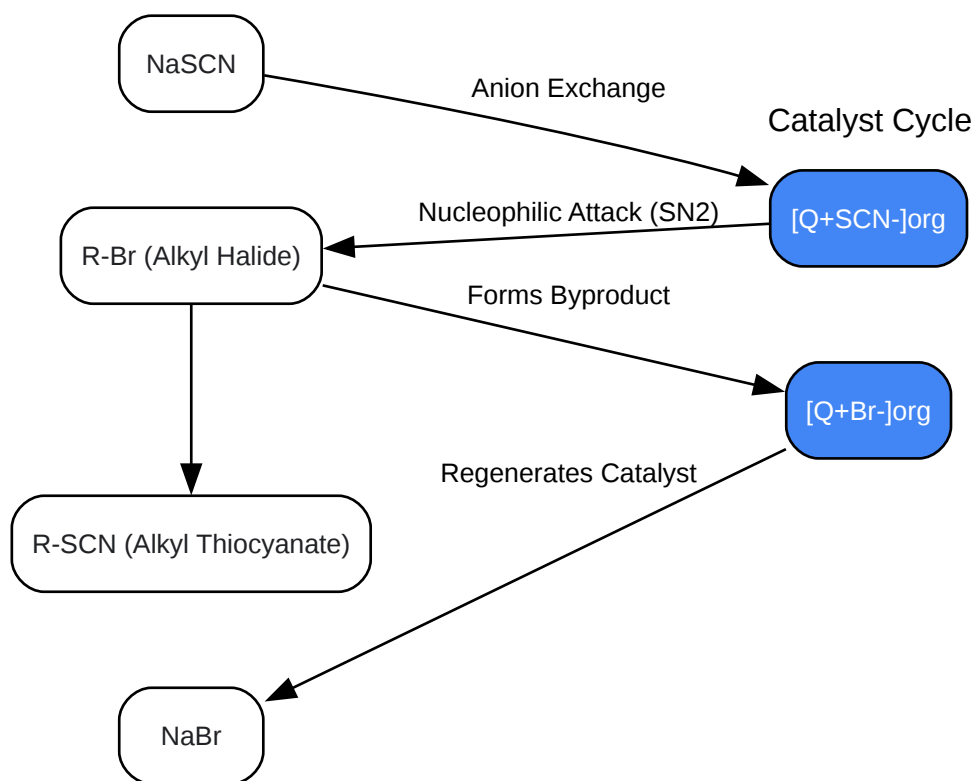 NaSCN
Anion Exchange
Catalyst Cycle
[Q+SCN-]org
Nucleophilic Attack (SN2)
R-Br (Alkyl Halide)
Forms Byproduct
[Q+Br-]org
Regenerates Catalyst
R-SCN (Alkyl Thiocyanate)
NaBr